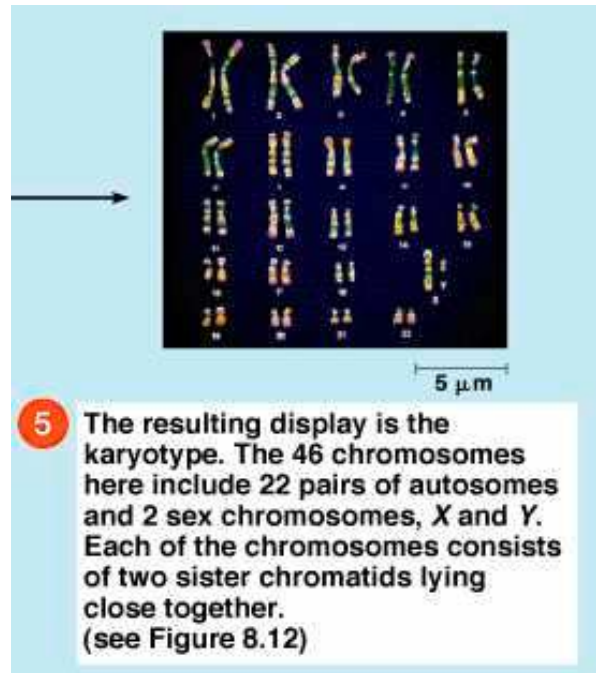 5 μm
5
The resulting display is the
karyotype. The 46 chromosomes
here include 22 pairs of autosomes
and 2 sex chromosomes, X and Y.
Each of the chromosomes consists
of two sister chromatids lying
close together.
(see Figure 8.12)